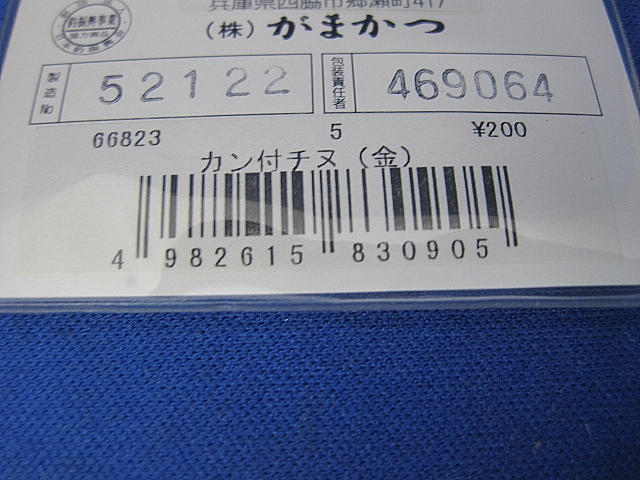 兵庫県西脇市郷瀬町417
(株)がまかつ
製造No 52122 包装責任者 469064
66823 5 ¥200
カン付チヌ(金)
4 982615 830905